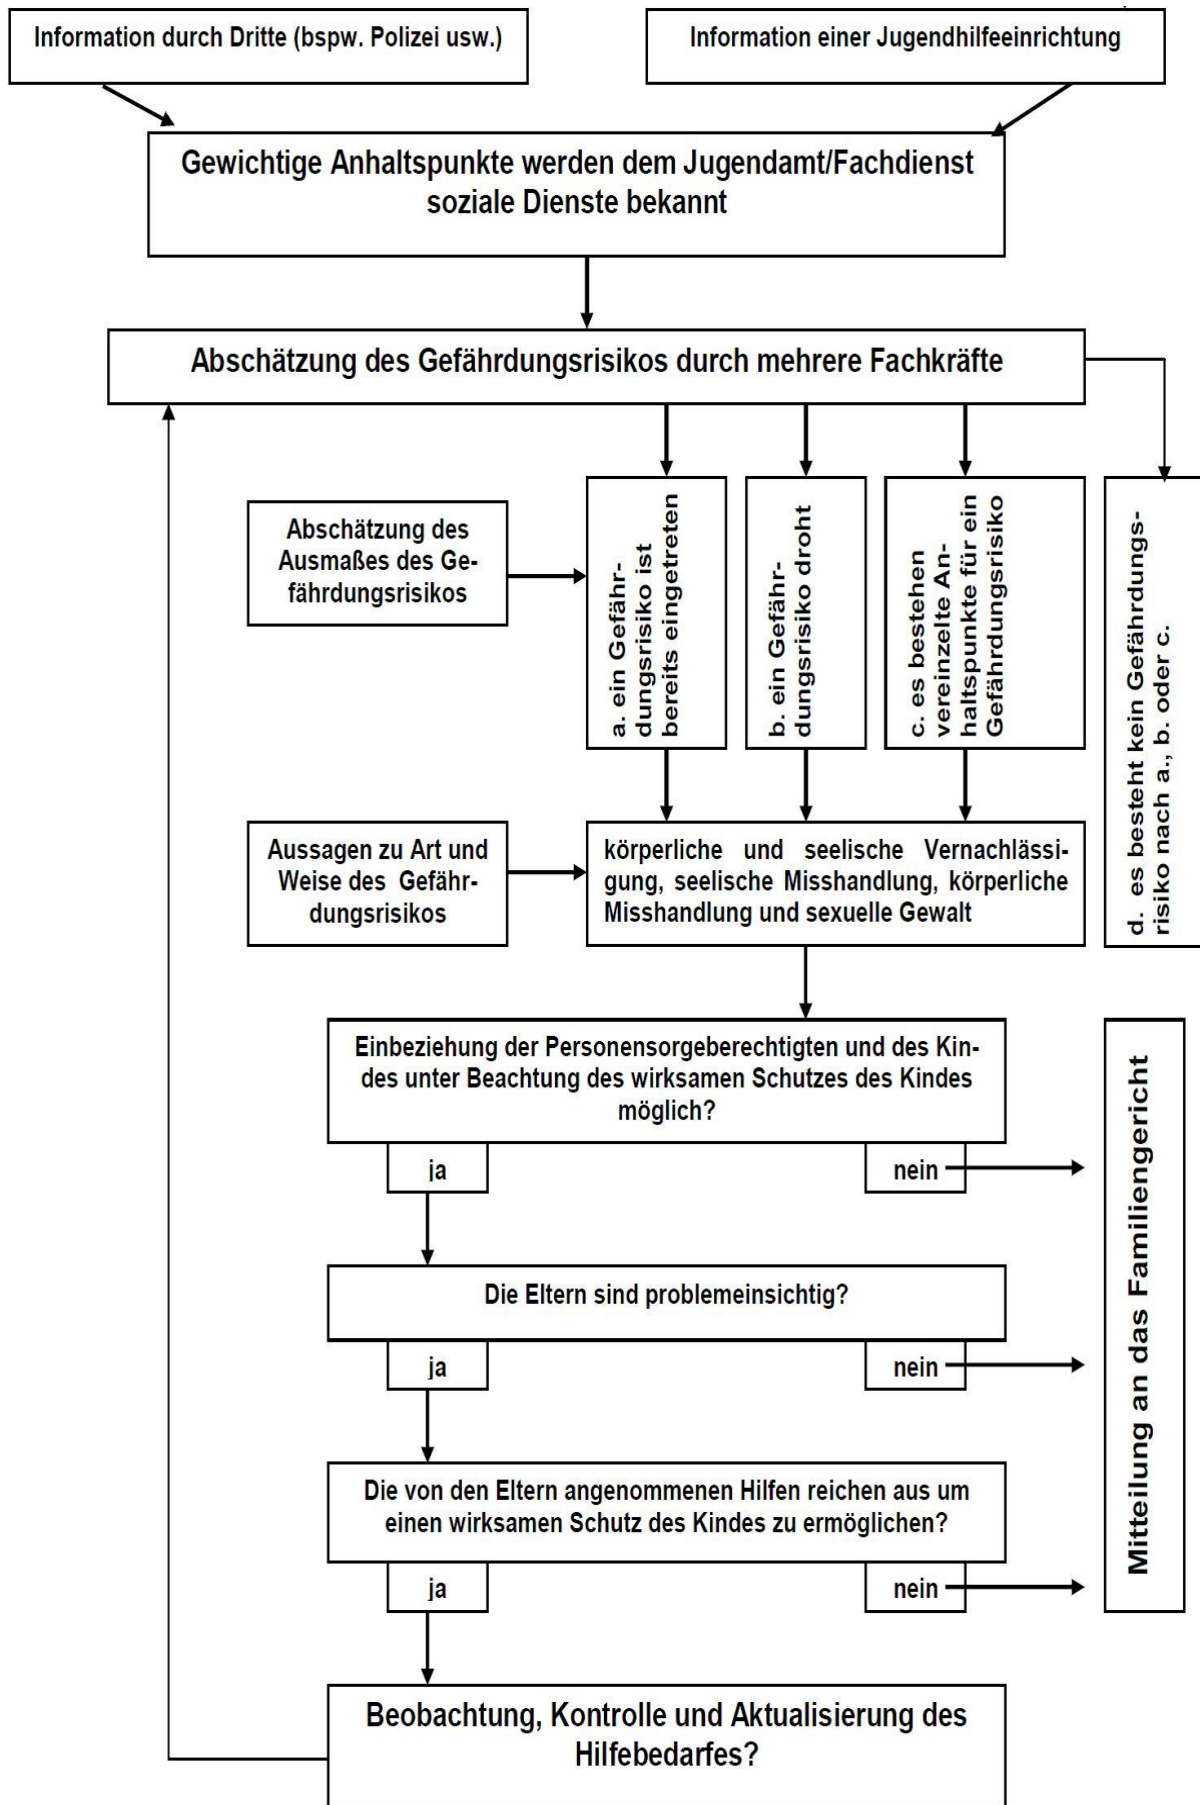 Information durch Dritte (bspw. Polizei usw.)
Information einer Jugendhilfeeinrichtung
Gewichtige Anhaltspunkte werden dem Jugendamt/Fachdienst
soziale Dienste bekannt
Abschätzung des Gefährdungsrisikos durch mehrere Fachkräfte
Abschätzung des
Ausmaßes des Ge-
fährdungsrisikos
a. ein Gefähr-
dungsrisiko ist
bereits eingetreten
b. ein Gefähr-
dungsrisiko droht
c. es bestehen
vereinzelte An-
haltspunkte für ein
Gefährdungsrisiko
d. es besteht kein Gefährdungs-
risiko nach a., b. oder c.
Aussagen zu Art und
Weise des Gefähr-
dungsrisikos
körperliche und seelische Vernachlässi-
gung, seelische Misshandlung, körperliche
Misshandlung und sexuelle Gewalt
Einbeziehung der Personensorgeberechtigten und des Kin-
des unter Beachtung des wirksamen Schutzes des Kindes
möglich?
ja
nein
Mitteilung an das Familiengericht
Die Eltern sind problemeinsichtig?
ja
nein
Die von den Eltern angenommenen Hilfen reichen aus um
einen wirksamen Schutz des Kindes zu ermöglichen?
ja
nein
Beobachtung, Kontrolle und Aktualisierung des
Hilfebedarfes?